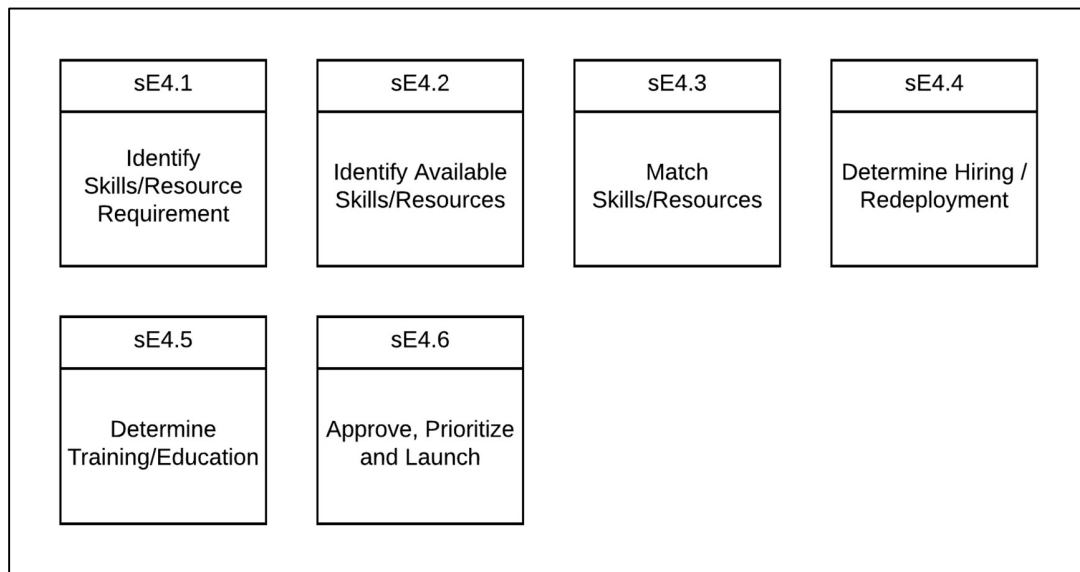 sE4.1
Identify
Skills/Resource
Requirement
sE4.2
Identify Available
Skills/Resources
sE4.3
Match
Skills/Resources
sE4.4
Determine Hiring /
Redeployment
sE4.5
Determine
Training/Education
sE4.6
Approve, Prioritize
and Launch